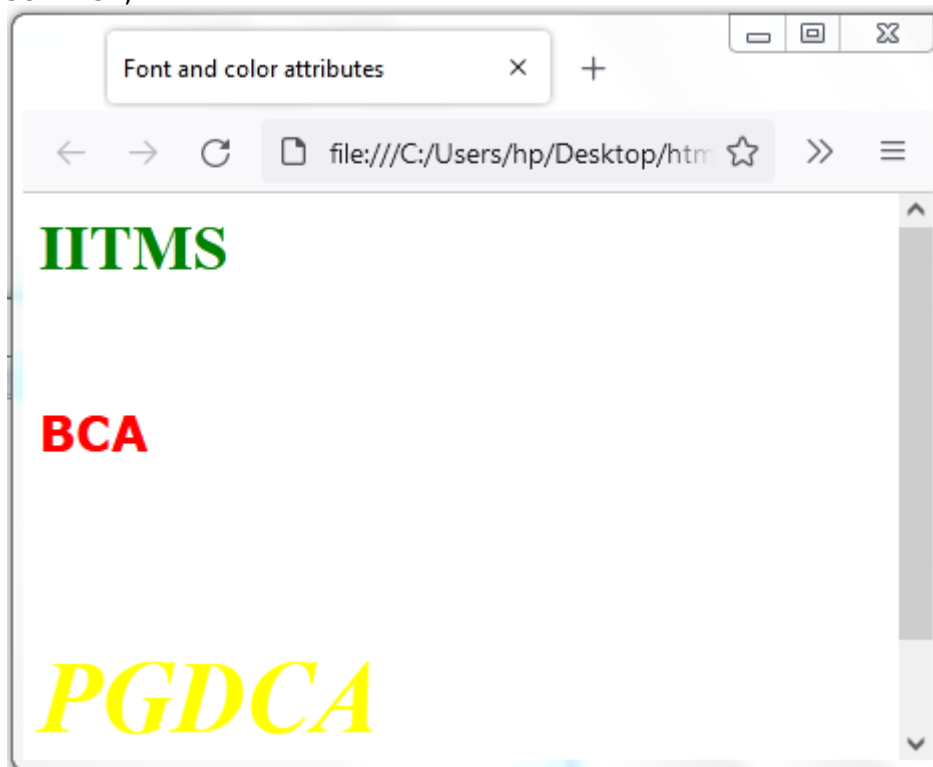 Font and color attributes
file:///C:/Users/hp/Desktop/htm
IITMS
BCA
PGDCA